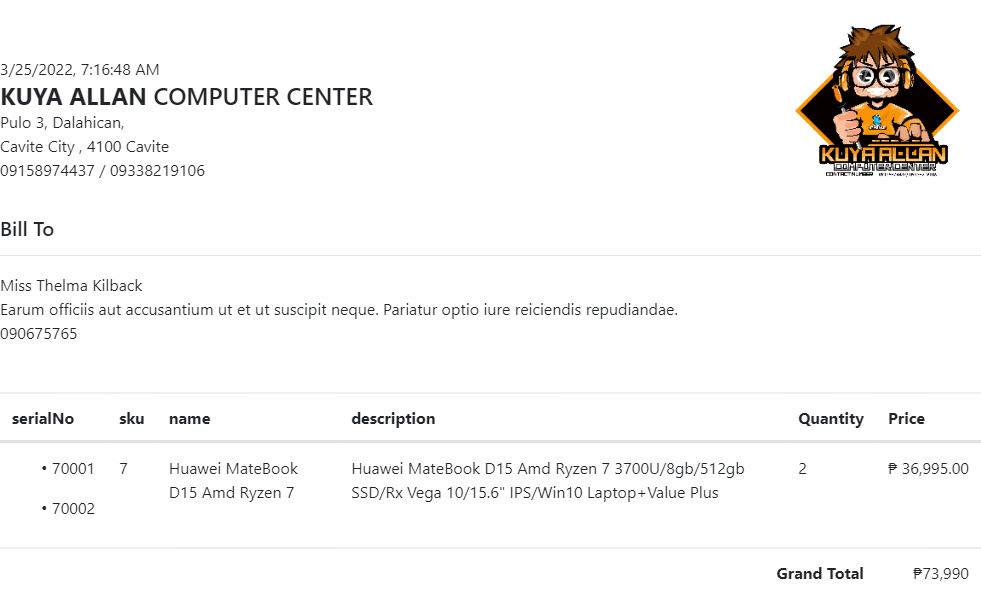 3/25/2022, 7:16:48 AM
KUYA ALLAN COMPUTER CENTER
Pulo 3, Dalahican,
Cavite City , 4100 Cavite
09158974437 / 09338219106
KUYA ALLAN
COMPUTER CENTER
CONTACT NUMBER
Bill To
Miss Thelma Kilback
Earum officiis aut accusantium ut et ut suscipit neque. Pariatur optio iure reiciendis repudiandae.
090675765
serialNo sku name description Quantity Price
• 70001 7 Huawei MateBook Huawei MateBook D15 Amd Ryzen 7 3700U/8gb/512gb 2 ₱ 36,995.00
D15 Amd Ryzen 7 SSD/Rx Vega 10/15.6" IPS/Win10 Laptop+Value Plus
• 70002
Grand Total ₱73,990